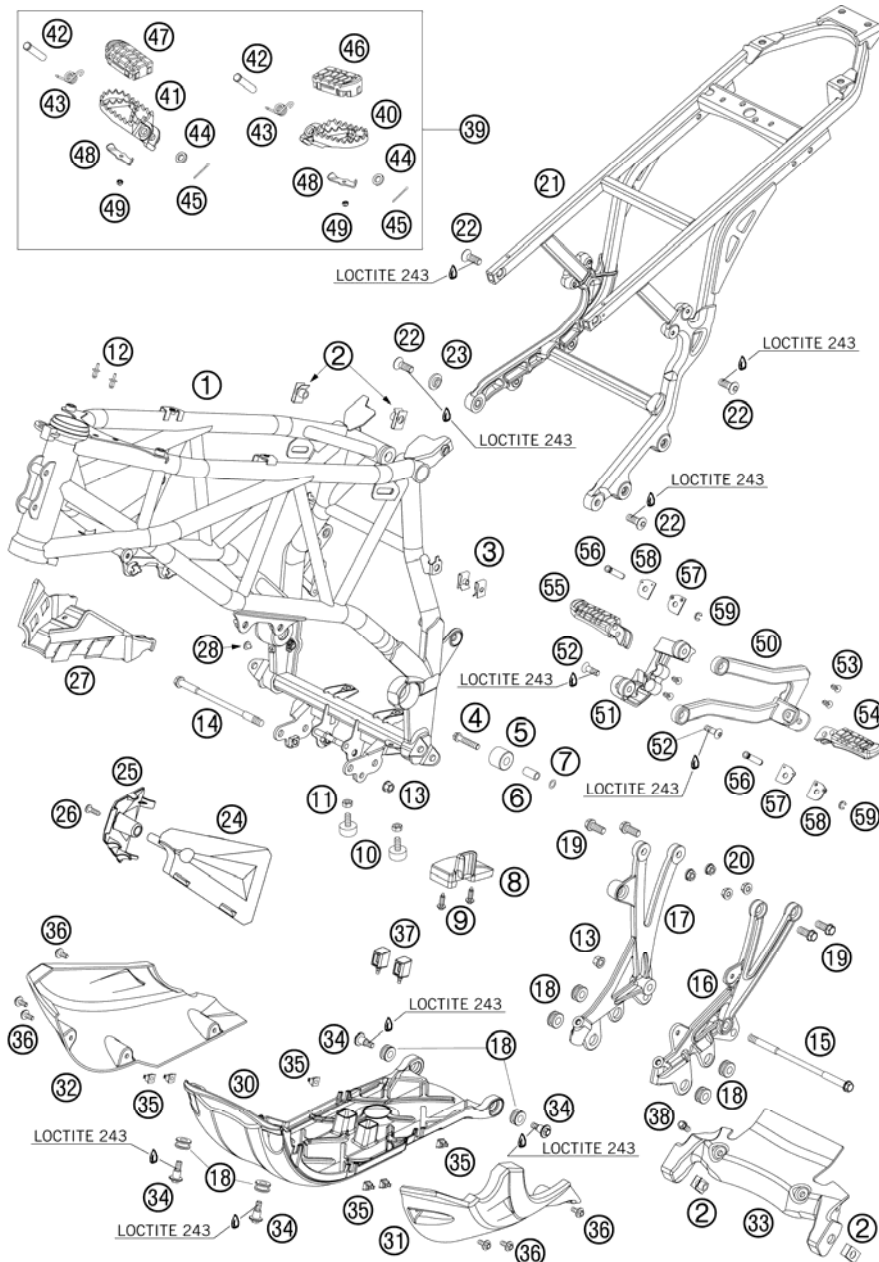 42 47 42 46
43 41 43 40
44 39
48 48 44
49 45 49 45
21
22
LOCTITE 243
12 1 2 22 23
LOCTITE 243
22
LOCTITE 243
LOCTITE 243
22
3
56 58 57
55 59
28 52 50
27 LOCTITE 243
51 53
14 4 5 54
52
7 56
6 LOCTITE 243 57 58 59
25 11 13
26 24 10
8 19 20
9 17
36 37 13
16 19
LOCTITE 243 18
36 34 15
32 30 35 18
35 18
38
34
LOCTITE 243 LOCTITE 243
18 35
34 35 2 33 2
34 36
LOCTITE 243 31 36